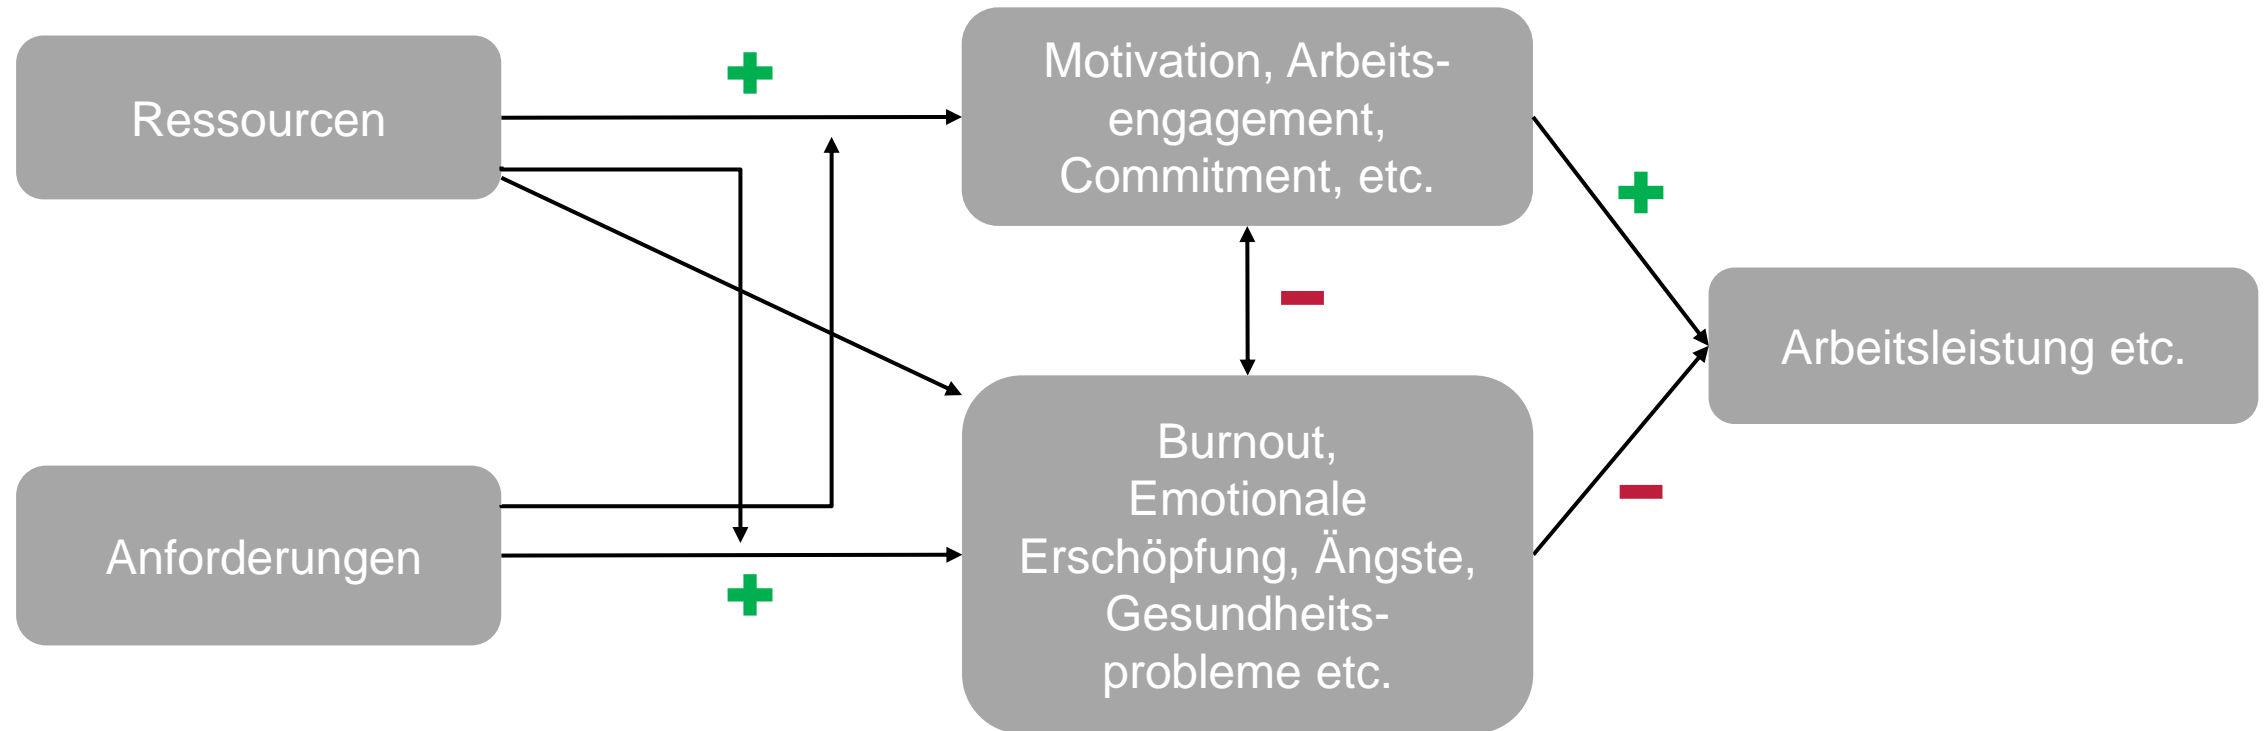 Ressourcen
Motivation, Arbeits-
engagement,
Commitment, etc.
Arbeitsleistung etc.
Anforderungen
Burnout,
Emotionale
Erschöpfung, Ängste,
Gesundheits-
probleme etc.